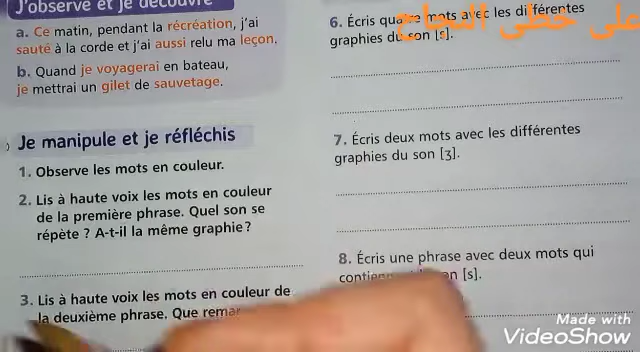 J'observe et je découvre
a. Ce matin, pendant la récréation, j'ai
sauté à la corde et j'ai aussi relu ma leçon.
b. Quand je voyagerai en bateau,
je mettrai un gilet de sauvetage.
Je manipule et je réfléchis
1. Observe les mots en couleur.
2. Lis à haute voix les mots en couleur
de la première phrase. Quel son se
répète ? A-t-il la même graphie?
3. Lis à haute voix les mots en couleur de
la deuxième phrase. Que
على خطى النجاح
6. Écris quatre mots avec les différentes
graphies du son [s].
7. Écris deux mots avec les différentes
graphies du son [ʒ].
8. Écris une phrase avec deux mots qui
[s].
Made with
VideoShow